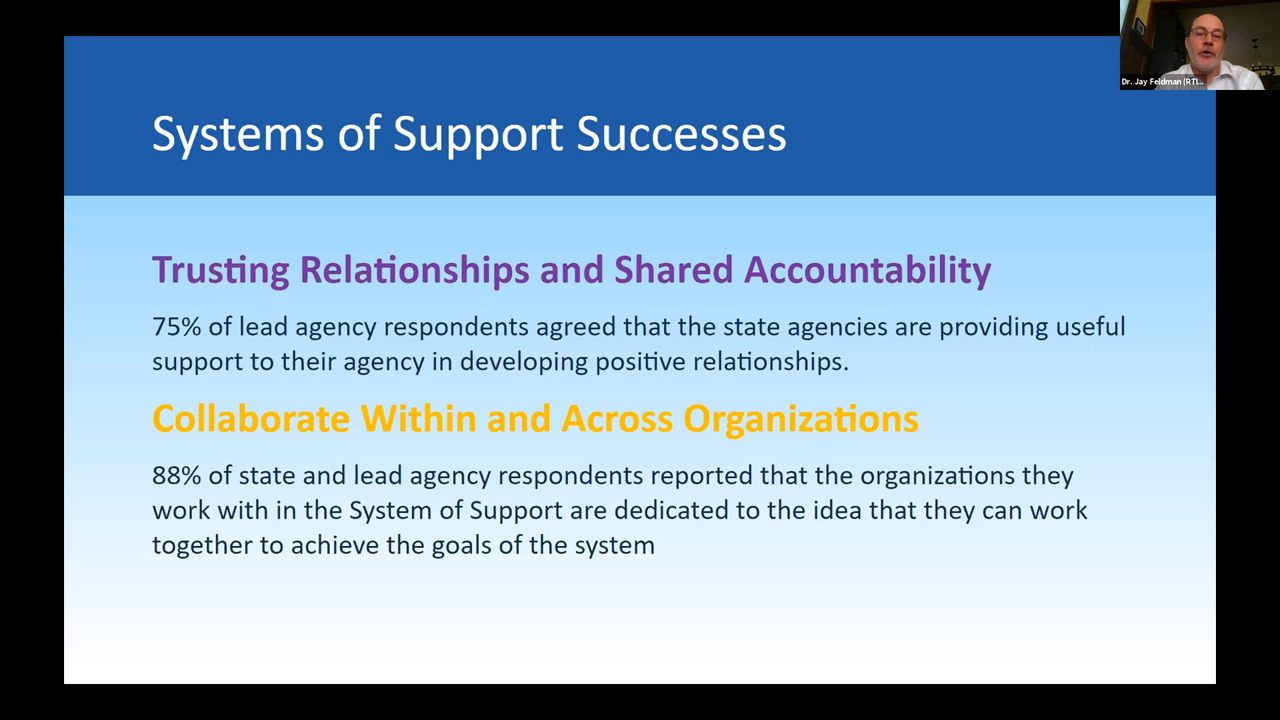 Dr. Jay Feldman (RTI...
Systems of Support Successes
Trusting Relationships and Shared Accountability
75% of lead agency respondents agreed that the state agencies are providing useful
support to their agency in developing positive relationships.
Collaborate Within and Across Organizations
88% of state and lead agency respondents reported that the organizations they
work with in the System of Support are dedicated to the idea that they can work
together to achieve the goals of the system